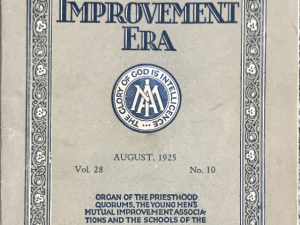 IMPROVEMENT
ERA
THE GLORY OF GOD IS INTELLIGENCE
MIA
AUGUST, 1925
Vol. 28 No. 10
ORGAN OF THE PRIESTHOOD
QUORUMS, THE YOUNG MEN'S
MUTUAL IMPROVEMENT ASSOCIA-
TIONS AND THE SCHOOLS OF THE